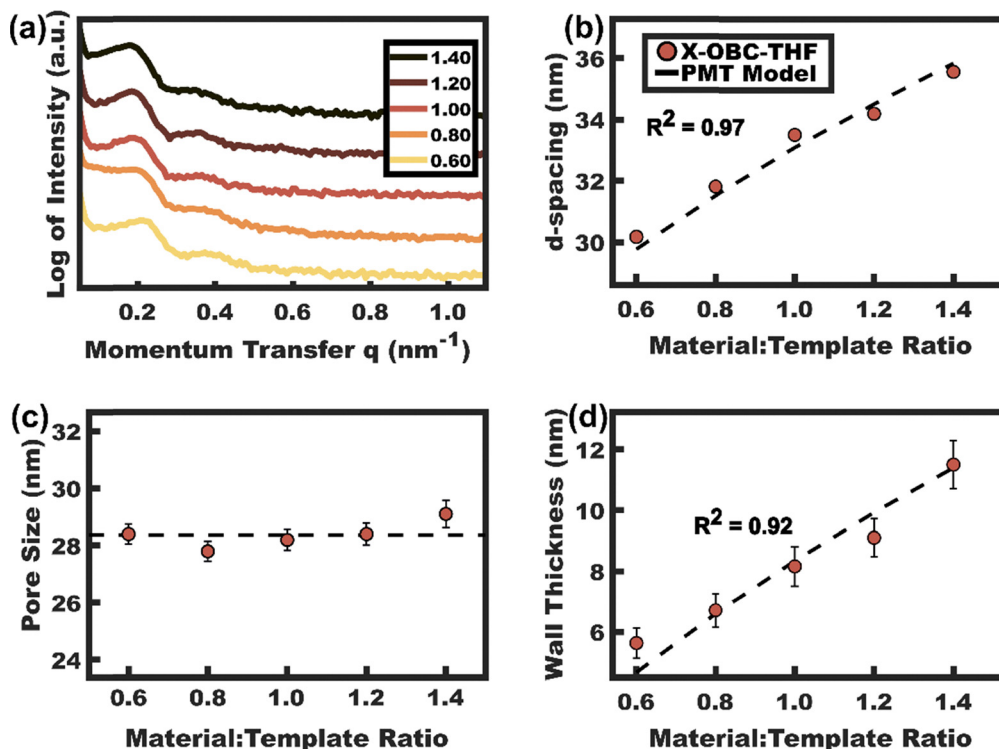 (a)
Log of Intensity (a.u.)
1.40
1.20
1.00
0.80
0.60
0.2 0.4 0.6 0.8 1.0
Momentum Transfer q (nm⁻¹)
(b)
d-spacing (nm)
36
34
32
30
X-OBC-THF
PMT Model
R² = 0.97
0.6 0.8 1.0 1.2 1.4
Material:Template Ratio
(c)
Pore Size (nm)
32
30
28
26
24
0.6 0.8 1.0 1.2 1.4
Material:Template Ratio
(d)
Wall Thickness (nm)
12
10
8
6
R² = 0.92
0.6 0.8 1.0 1.2 1.4
Material:Template Ratio